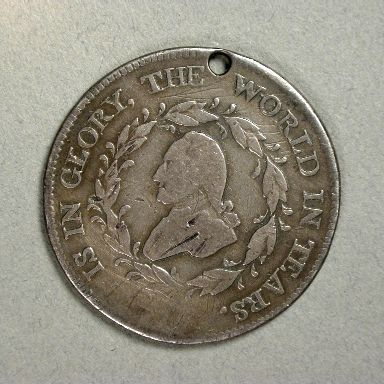 IS IN GLORY, THE WORLD IN TEARS.